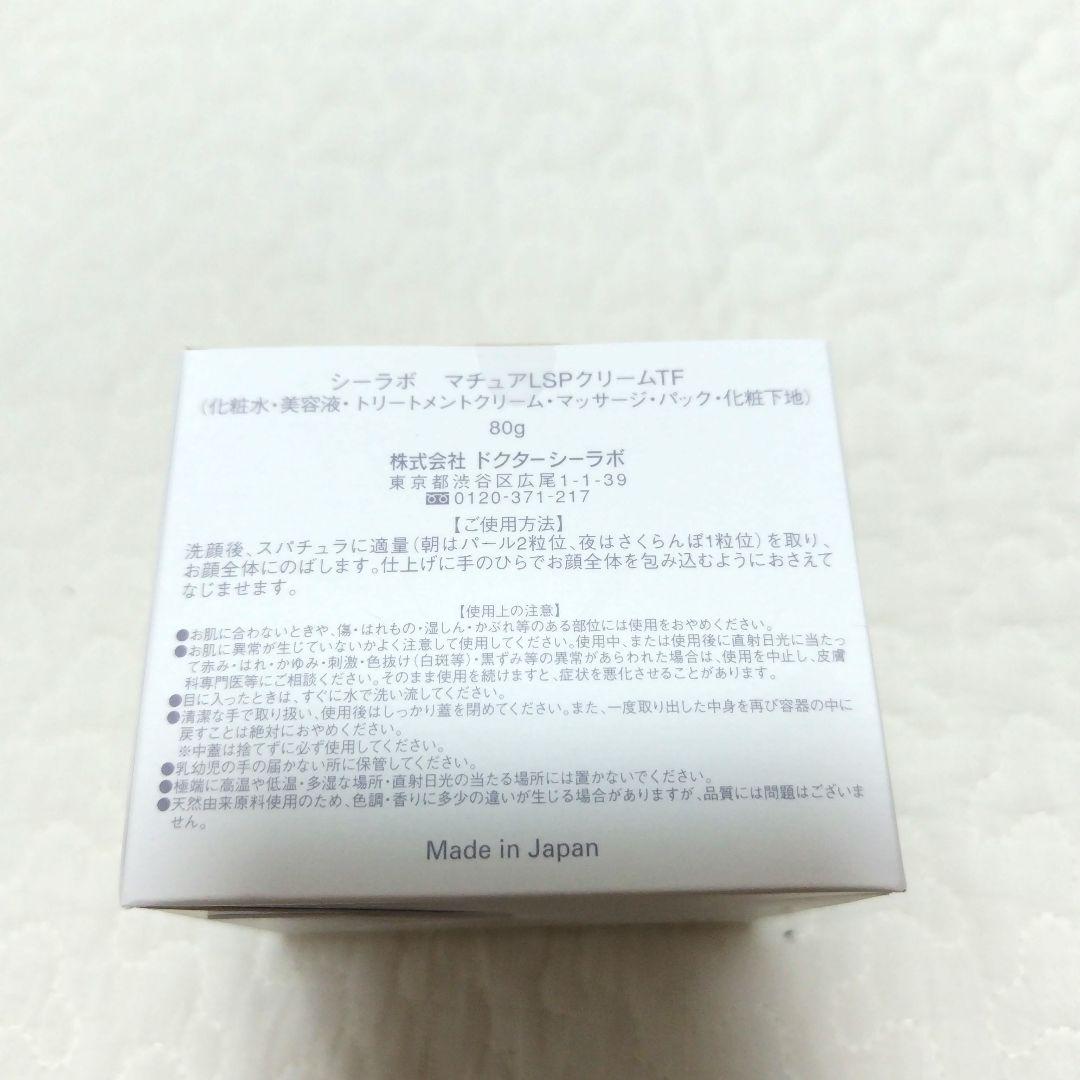 シーラボ　マチュアLSPクリームTF
(化粧水・美容液・トリートメントクリーム・マッサージ・パック・化粧下地)
80g
株式会社 ドクターシーラボ
東京都渋谷区広尾1-1-39
0120-371-217
【ご使用方法】
洗顔後、スパチュラに適量(朝はパール2粒位、夜はさくらんぼ1粒位)を取り、
お顔全体にのばします。仕上げに手のひらでお顔全体を包み込むようにおさえて
なじませます。
【使用上の注意】
●お肌に合わないときや、傷・はれもの・湿しん・かぶれ等のある部位には使用をおやめください。
●お肌に異常が生じていないかよく注意して使用してください。使用中、または使用後に直射日光に当たっ
て赤み・はれ・かゆみ・刺激・色抜け(白斑等)・黒ずみ等の異常があらわれた場合は、使用を中止し、皮膚
科専門医等にご相談ください。そのまま使用を続けますと、症状を悪化させることがあります。
●目に入ったときは、すぐに水で洗い流してください。
●清潔な手で取り扱い、使用後はしっかり蓋を閉めてください。また、一度取り出した中身を再び容器の中に
戻すことは絶対におやめください。
※中蓋は捨てずに必ず使用してください。
●乳幼児の手の届かない所に保管してください。
●極端に高温や低温・多湿な場所・直射日光の当たる場所には置かないでください。
●天然由来原料使用のため、色調・香りに多少の違いが生じる場合がありますが、品質には問題はございま
せん。
Made in Japan